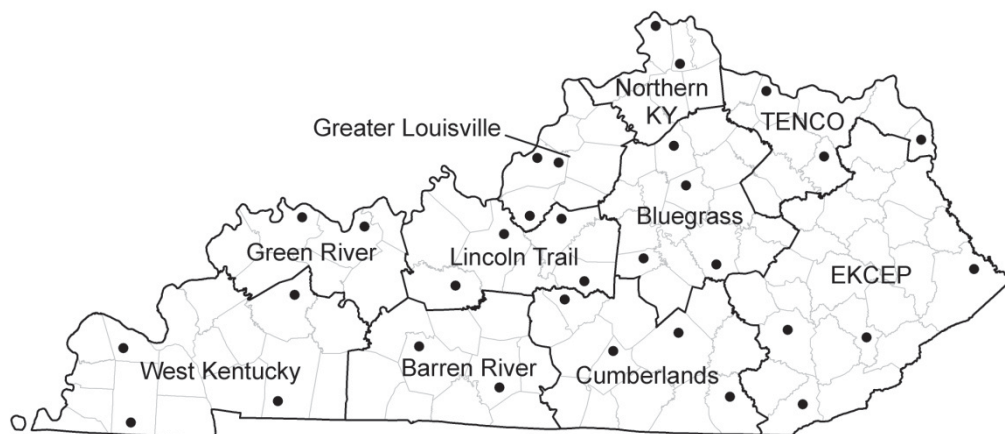 Northern
KY
TENCO
Greater Louisville
Bluegrass
Green River
Lincoln Trail
EKCEP
West Kentucky
Barren River
Cumberlands